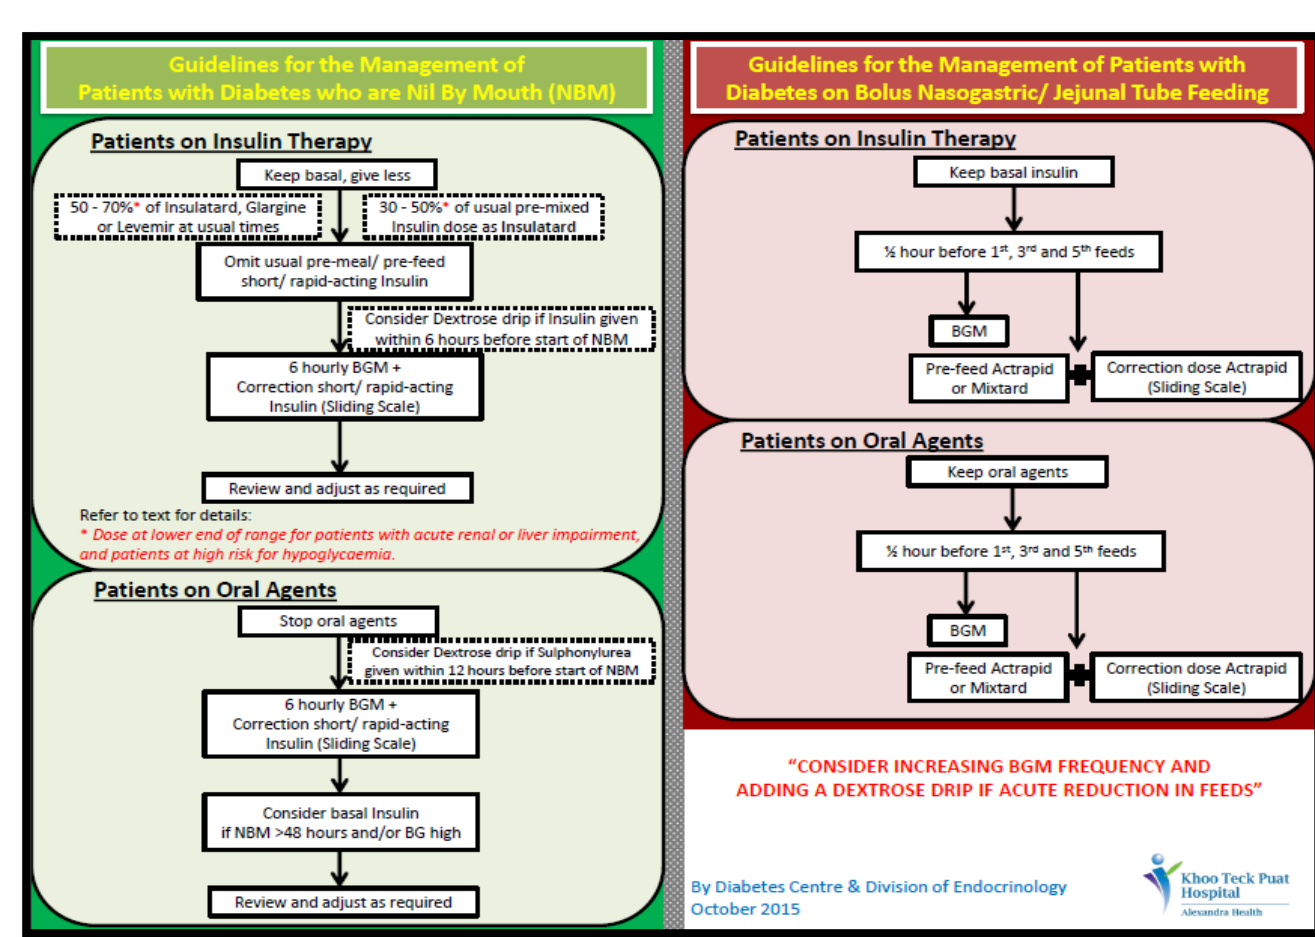 Guidelines for the Management of
Patients with Diabetes who are Nil By Mouth (NBM)
Patients on Insulin Therapy
Keep basal, give less
50 - 70%* of Insulatard, Glargine
or Levemir at usual times
30 - 50%* of usual pre-mixed
Insulin dose as Insulatard
Omit usual pre-meal/ pre-feed
short/ rapid-acting Insulin
Consider Dextrose drip if Insulin given
within 6 hours before start of NBM
6 hourly BGM +
Correction short/ rapid-acting
Insulin (Sliding Scale)
Review and adjust as required
Refer to text for details:
* Dose at lower end of range for patients with acute renal or liver impairment,
and patients at high risk for hypoglycaemia.
Patients on Oral Agents
Stop oral agents
Consider Dextrose drip if Sulphonylurea
given within 12 hours before start of NBM
6 hourly BGM +
Correction short/ rapid-acting
Insulin (Sliding Scale)
Consider basal Insulin
if NBM >48 hours and/or BG high
Review and adjust as required
Guidelines for the Management of Patients with
Diabetes on Bolus Nasogastric/ Jejunal Tube Feeding
Patients on Insulin Therapy
Keep basal insulin
½ hour before 1st, 3rd and 5th feeds
BGM
Pre-feed Actrapid
or Mixtard
Correction dose Actrapid
(Sliding Scale)
Patients on Oral Agents
Keep oral agents
½ hour before 1st, 3rd and 5th feeds
BGM
Pre-feed Actrapid
or Mixtard
Correction dose Actrapid
(Sliding Scale)
“CONSIDER INCREASING BGM FREQUENCY AND
ADDING A DEXTROSE DRIP IF ACUTE REDUCTION IN FEEDS”
By Diabetes Centre & Division of Endocrinology
October 2015
Khoo Teck Puat
Hospital
Alexandra Health